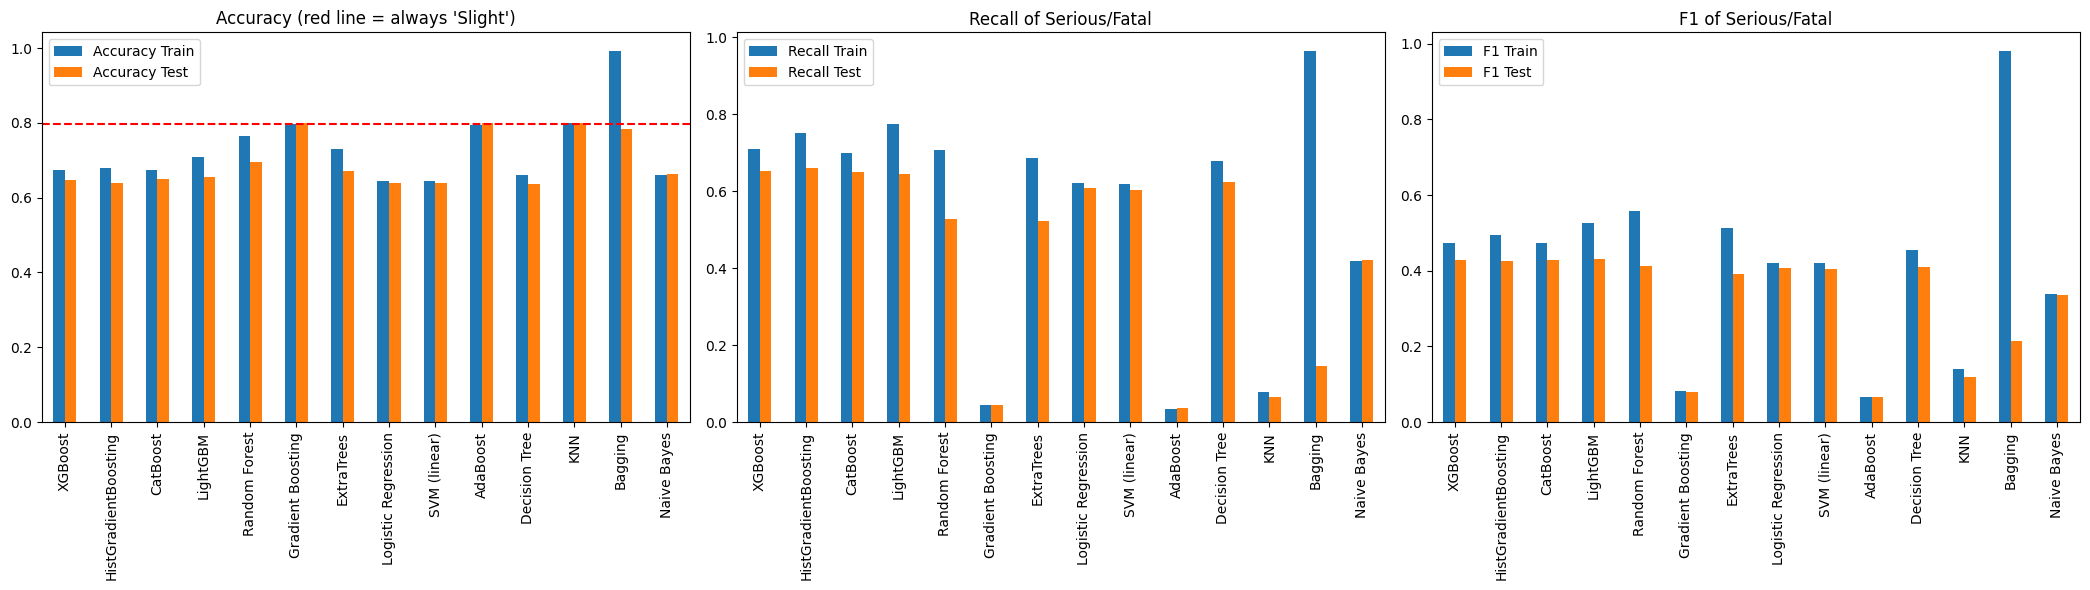 Accuracy (red line = always 'Slight')
Accuracy Train
Accuracy Test
1.0
0.8
0.6
0.4
0.2
0.0
XGBoost
HistGradientBoosting
CatBoost
LightGBM
Random Forest
Gradient Boosting
ExtraTrees
Logistic Regression
SVM (linear)
AdaBoost
Decision Tree
KNN
Bagging
Naive Bayes
Recall of Serious/Fatal
Recall Train
Recall Test
1.0
0.8
0.6
0.4
0.2
0.0
XGBoost
HistGradientBoosting
CatBoost
LightGBM
Random Forest
Gradient Boosting
ExtraTrees
Logistic Regression
SVM (linear)
AdaBoost
Decision Tree
KNN
Bagging
Naive Bayes
F1 of Serious/Fatal
F1 Train
F1 Test
1.0
0.8
0.6
0.4
0.2
0.0
XGBoost
HistGradientBoosting
CatBoost
LightGBM
Random Forest
Gradient Boosting
ExtraTrees
Logistic Regression
SVM (linear)
AdaBoost
Decision Tree
KNN
Bagging
Naive Bayes